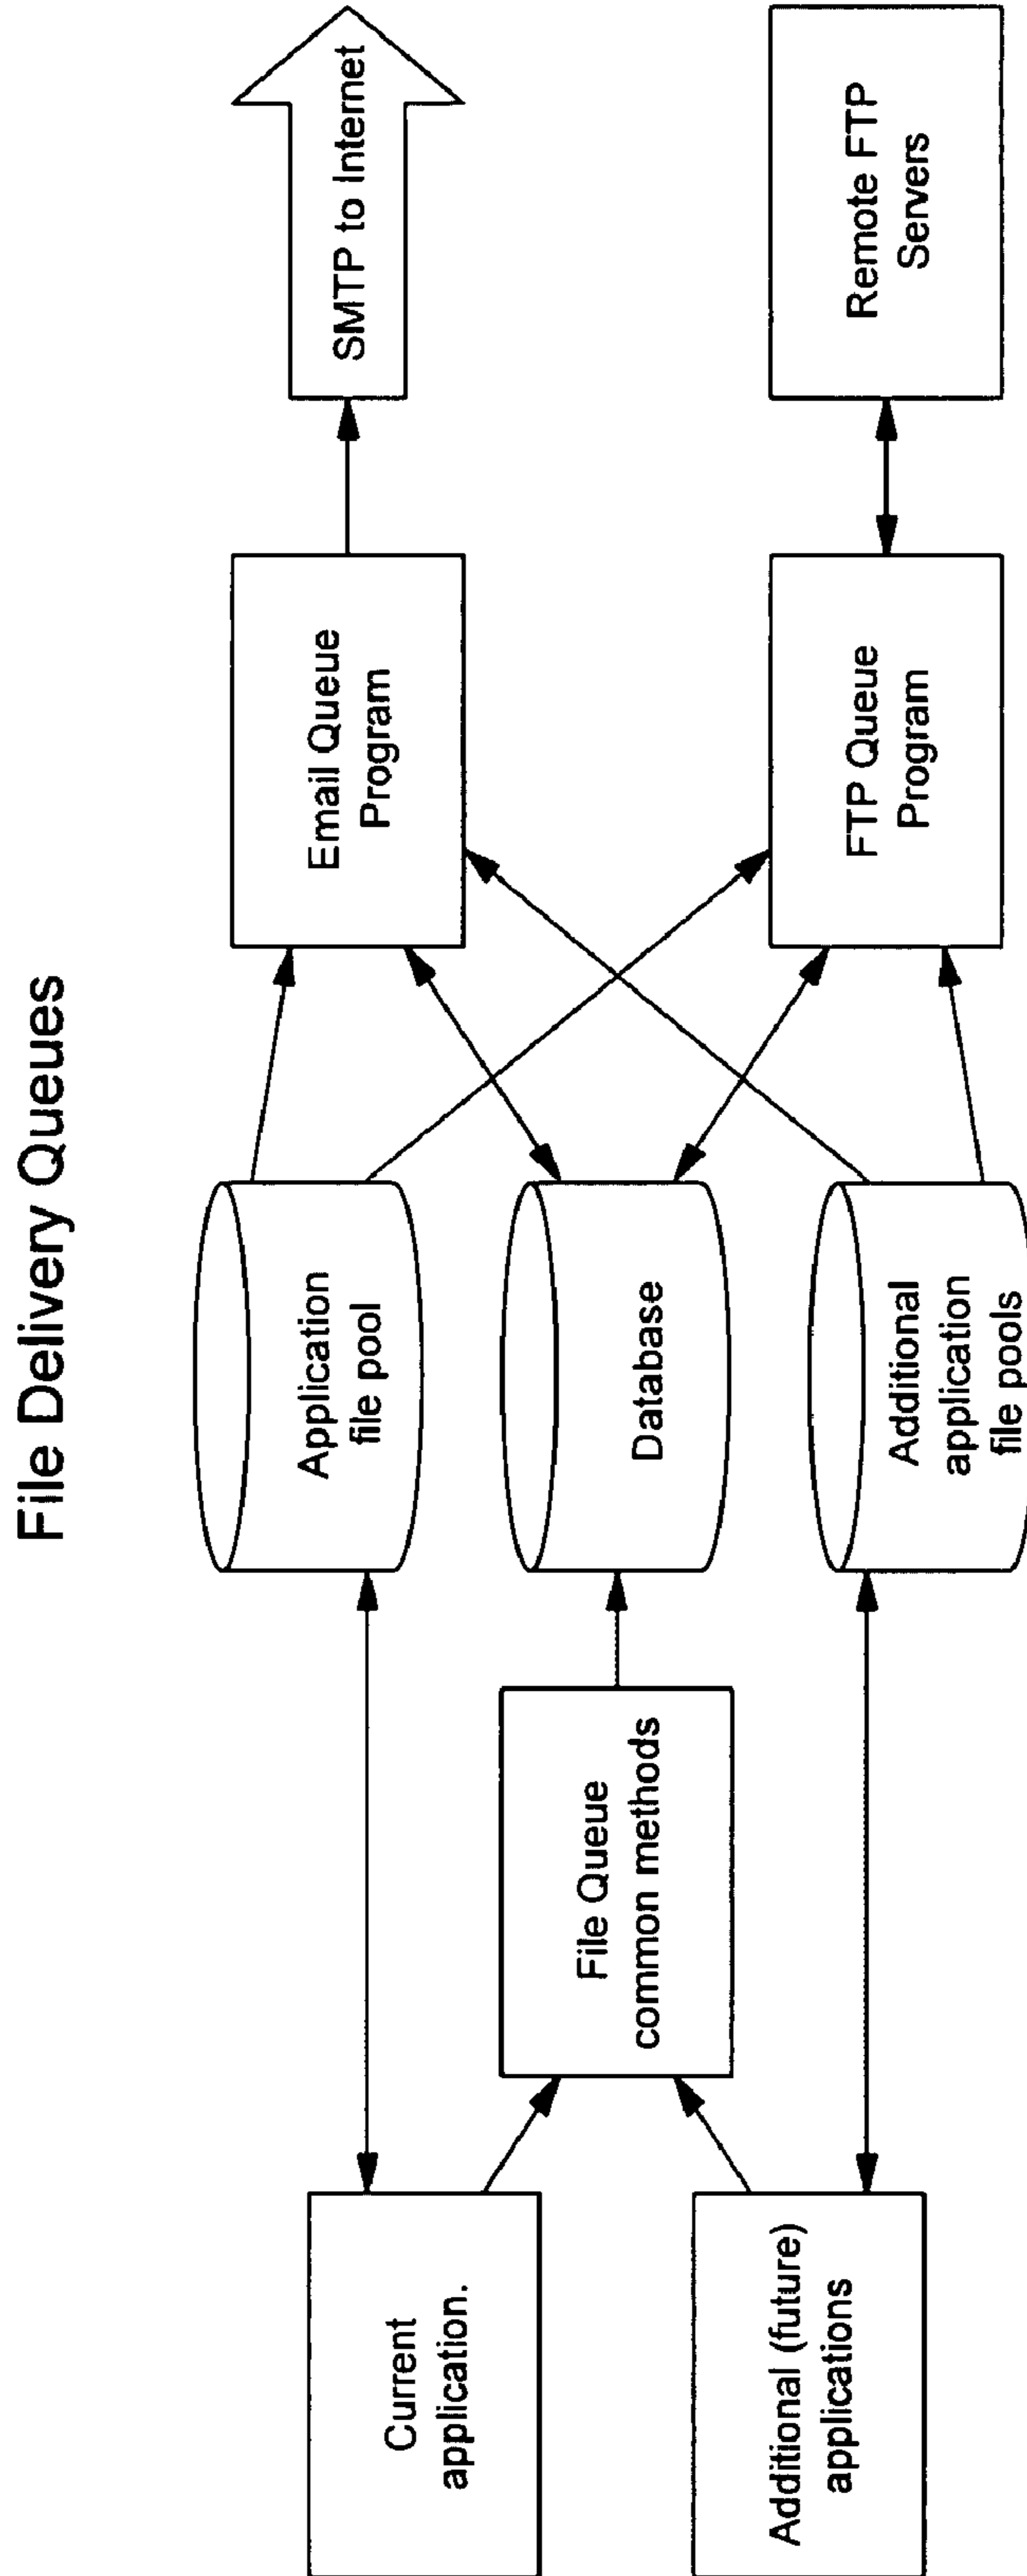 File Delivery Queues
Current
application.
Additional (future)
applications
File Queue
common methods
Application
file pool
Database
Additional
application
file pools
Email Queue
Program
FTP Queue
Program
SMTP to Internet
Remote FTP
Servers